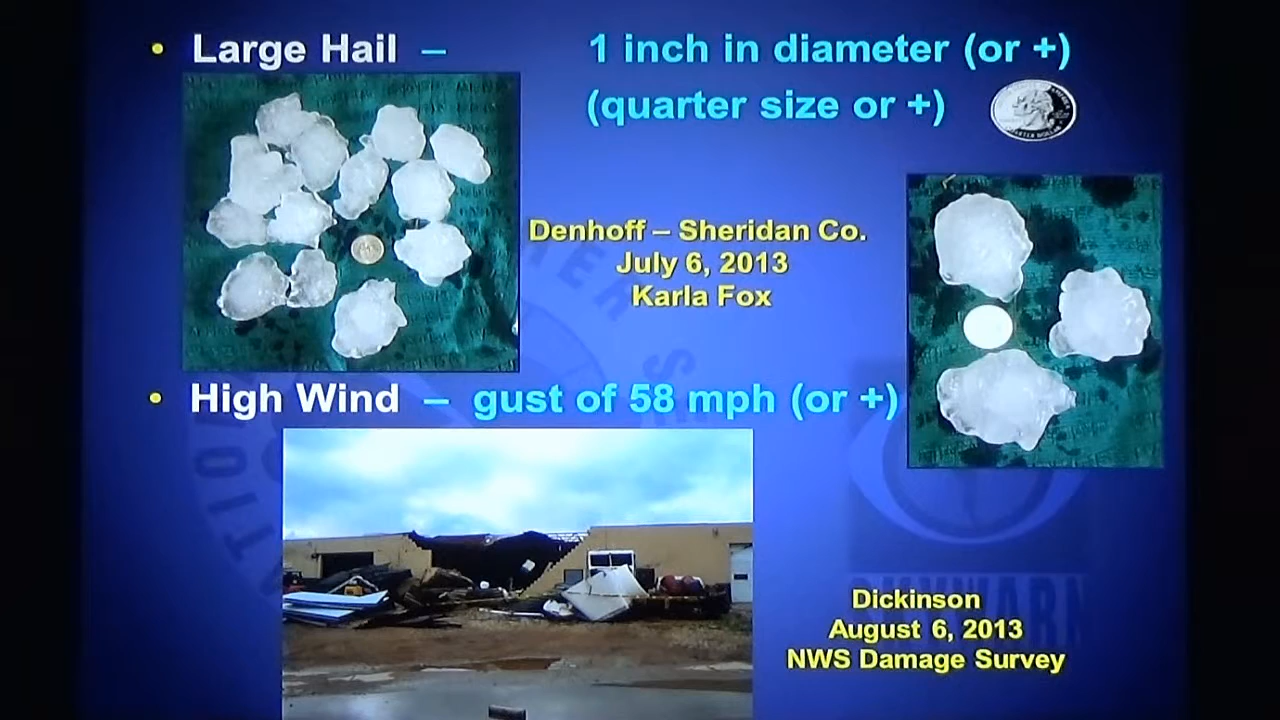 • Large Hail – 1 inch in diameter (or +)
(quarter size or +)
Denhoff – Sheridan Co.
July 6, 2013
Karla Fox
• High Wind – gust of 58 mph (or +)
Dickinson
August 6, 2013
NWS Damage Survey